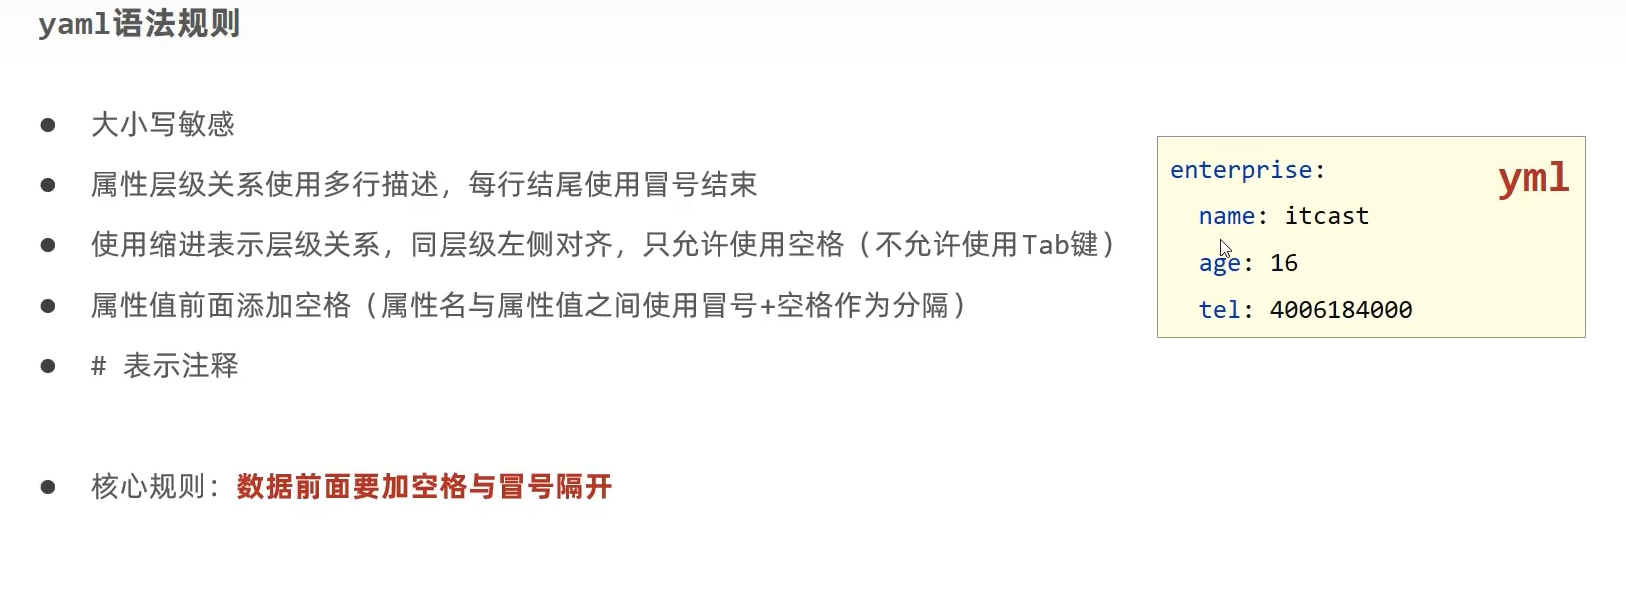 yaml语法规则
● 大小写敏感
● 属性层级关系使用多行描述，每行结尾使用冒号结束
● 使用缩进表示层级关系，同层级左侧对齐，只允许使用空格（不允许使用Tab键）
● 属性值前面添加空格（属性名与属性值之间使用冒号+空格作为分隔）
● # 表示注释
● 核心规则：数据前面要加空格与冒号隔开
yml
enterprise:
  name: itcast
  age: 16
  tel: 4006184000